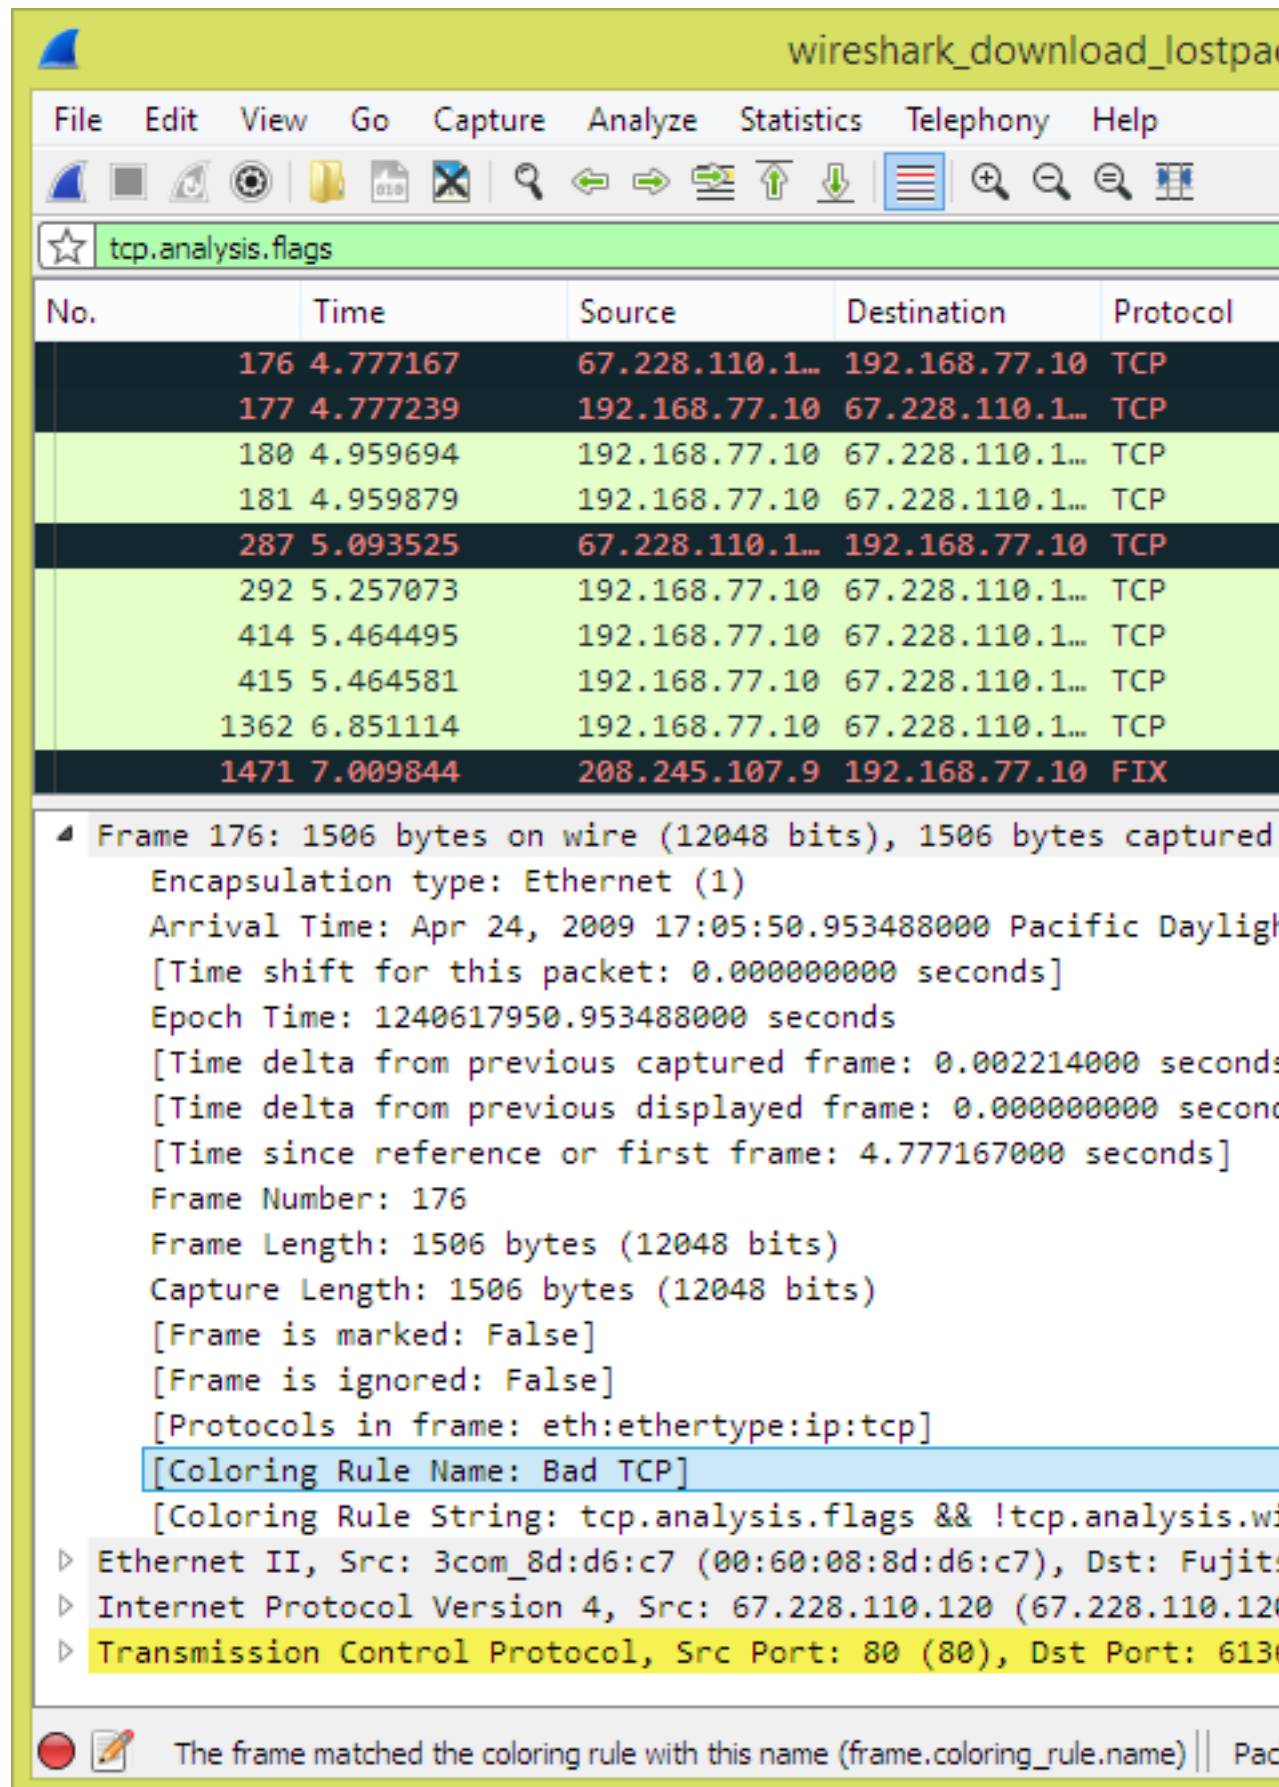 wireshark_download_lostpac
File Edit View Go Capture Analyze Statistics Telephony Help
tcp.analysis.flags
No. Time Source Destination Protocol
176 4.777167 67.228.110.1… 192.168.77.10 TCP
177 4.777239 192.168.77.10 67.228.110.1… TCP
180 4.959694 192.168.77.10 67.228.110.1… TCP
181 4.959879 192.168.77.10 67.228.110.1… TCP
287 5.093525 67.228.110.1… 192.168.77.10 TCP
292 5.257073 192.168.77.10 67.228.110.1… TCP
414 5.464495 192.168.77.10 67.228.110.1… TCP
415 5.464581 192.168.77.10 67.228.110.1… TCP
1362 6.851114 192.168.77.10 67.228.110.1… TCP
1471 7.009844 208.245.107.9 192.168.77.10 FIX
Frame 176: 1506 bytes on wire (12048 bits), 1506 bytes captured
Encapsulation type: Ethernet (1)
Arrival Time: Apr 24, 2009 17:05:50.953488000 Pacific Dayligh
[Time shift for this packet: 0.000000000 seconds]
Epoch Time: 1240617950.953488000 seconds
[Time delta from previous captured frame: 0.002214000 seconds
[Time delta from previous displayed frame: 0.000000000 second
[Time since reference or first frame: 4.777167000 seconds]
Frame Number: 176
Frame Length: 1506 bytes (12048 bits)
Capture Length: 1506 bytes (12048 bits)
[Frame is marked: False]
[Frame is ignored: False]
[Protocols in frame: eth:ethertype:ip:tcp]
[Coloring Rule Name: Bad TCP]
[Coloring Rule String: tcp.analysis.flags && !tcp.analysis.wi
Ethernet II, Src: 3com_8d:d6:c7 (00:60:08:8d:d6:c7), Dst: Fujits
Internet Protocol Version 4, Src: 67.228.110.120 (67.228.110.120
Transmission Control Protocol, Src Port: 80 (80), Dst Port: 6136
The frame matched the coloring rule with this name (frame.coloring_rule.name) Pac